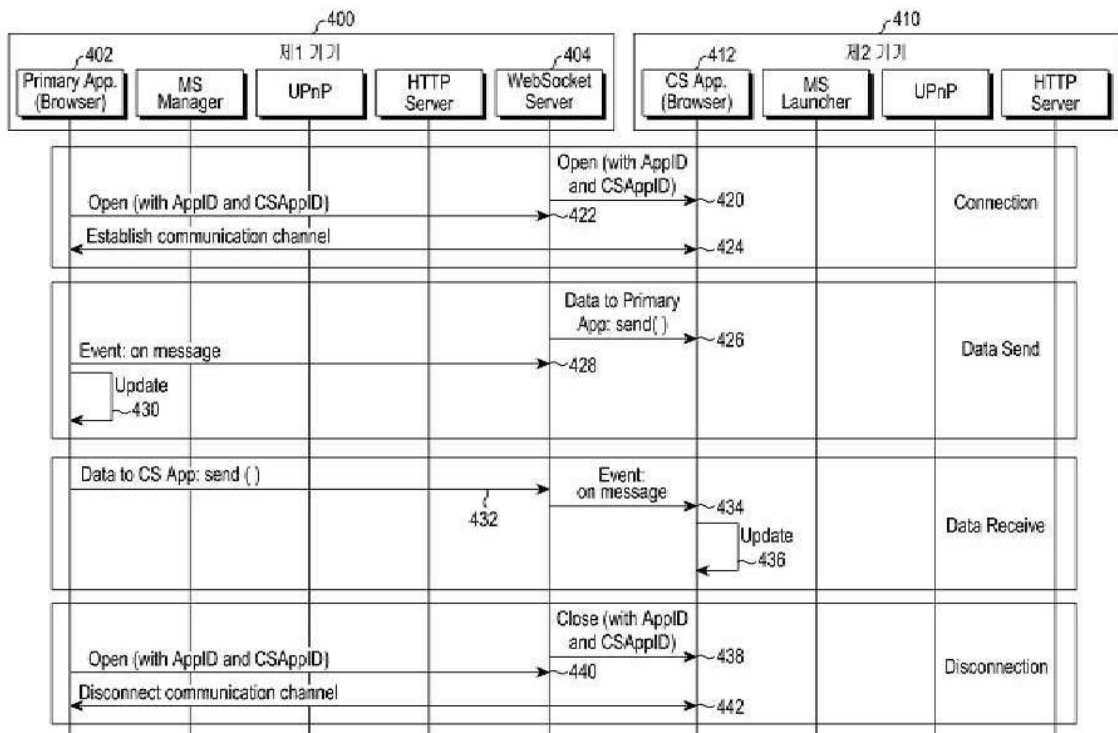 400
410
제1 기기
제2 기기
402
404
412
Primary App.
(Browser)
MS
Manager
UPnP
HTTP
Server
WebSocket
Server
CS App.
(Browser)
MS
Launcher
UPnP
HTTP
Server
Open (with AppID
and CSAppID)
420
Open (with AppID and CSAppID)
422
Connection
Establish communication channel
424
Data to Primary
App: send( )
426
Event: on message
428
Data Send
Update
430
Data to CS App: send ( )
432
Event:
on message
434
Update
436
Data Receive
Close (with AppID
and CSAppID)
438
Open (with AppID and CSAppID)
440
Disconnection
Disconnect communication channel
442